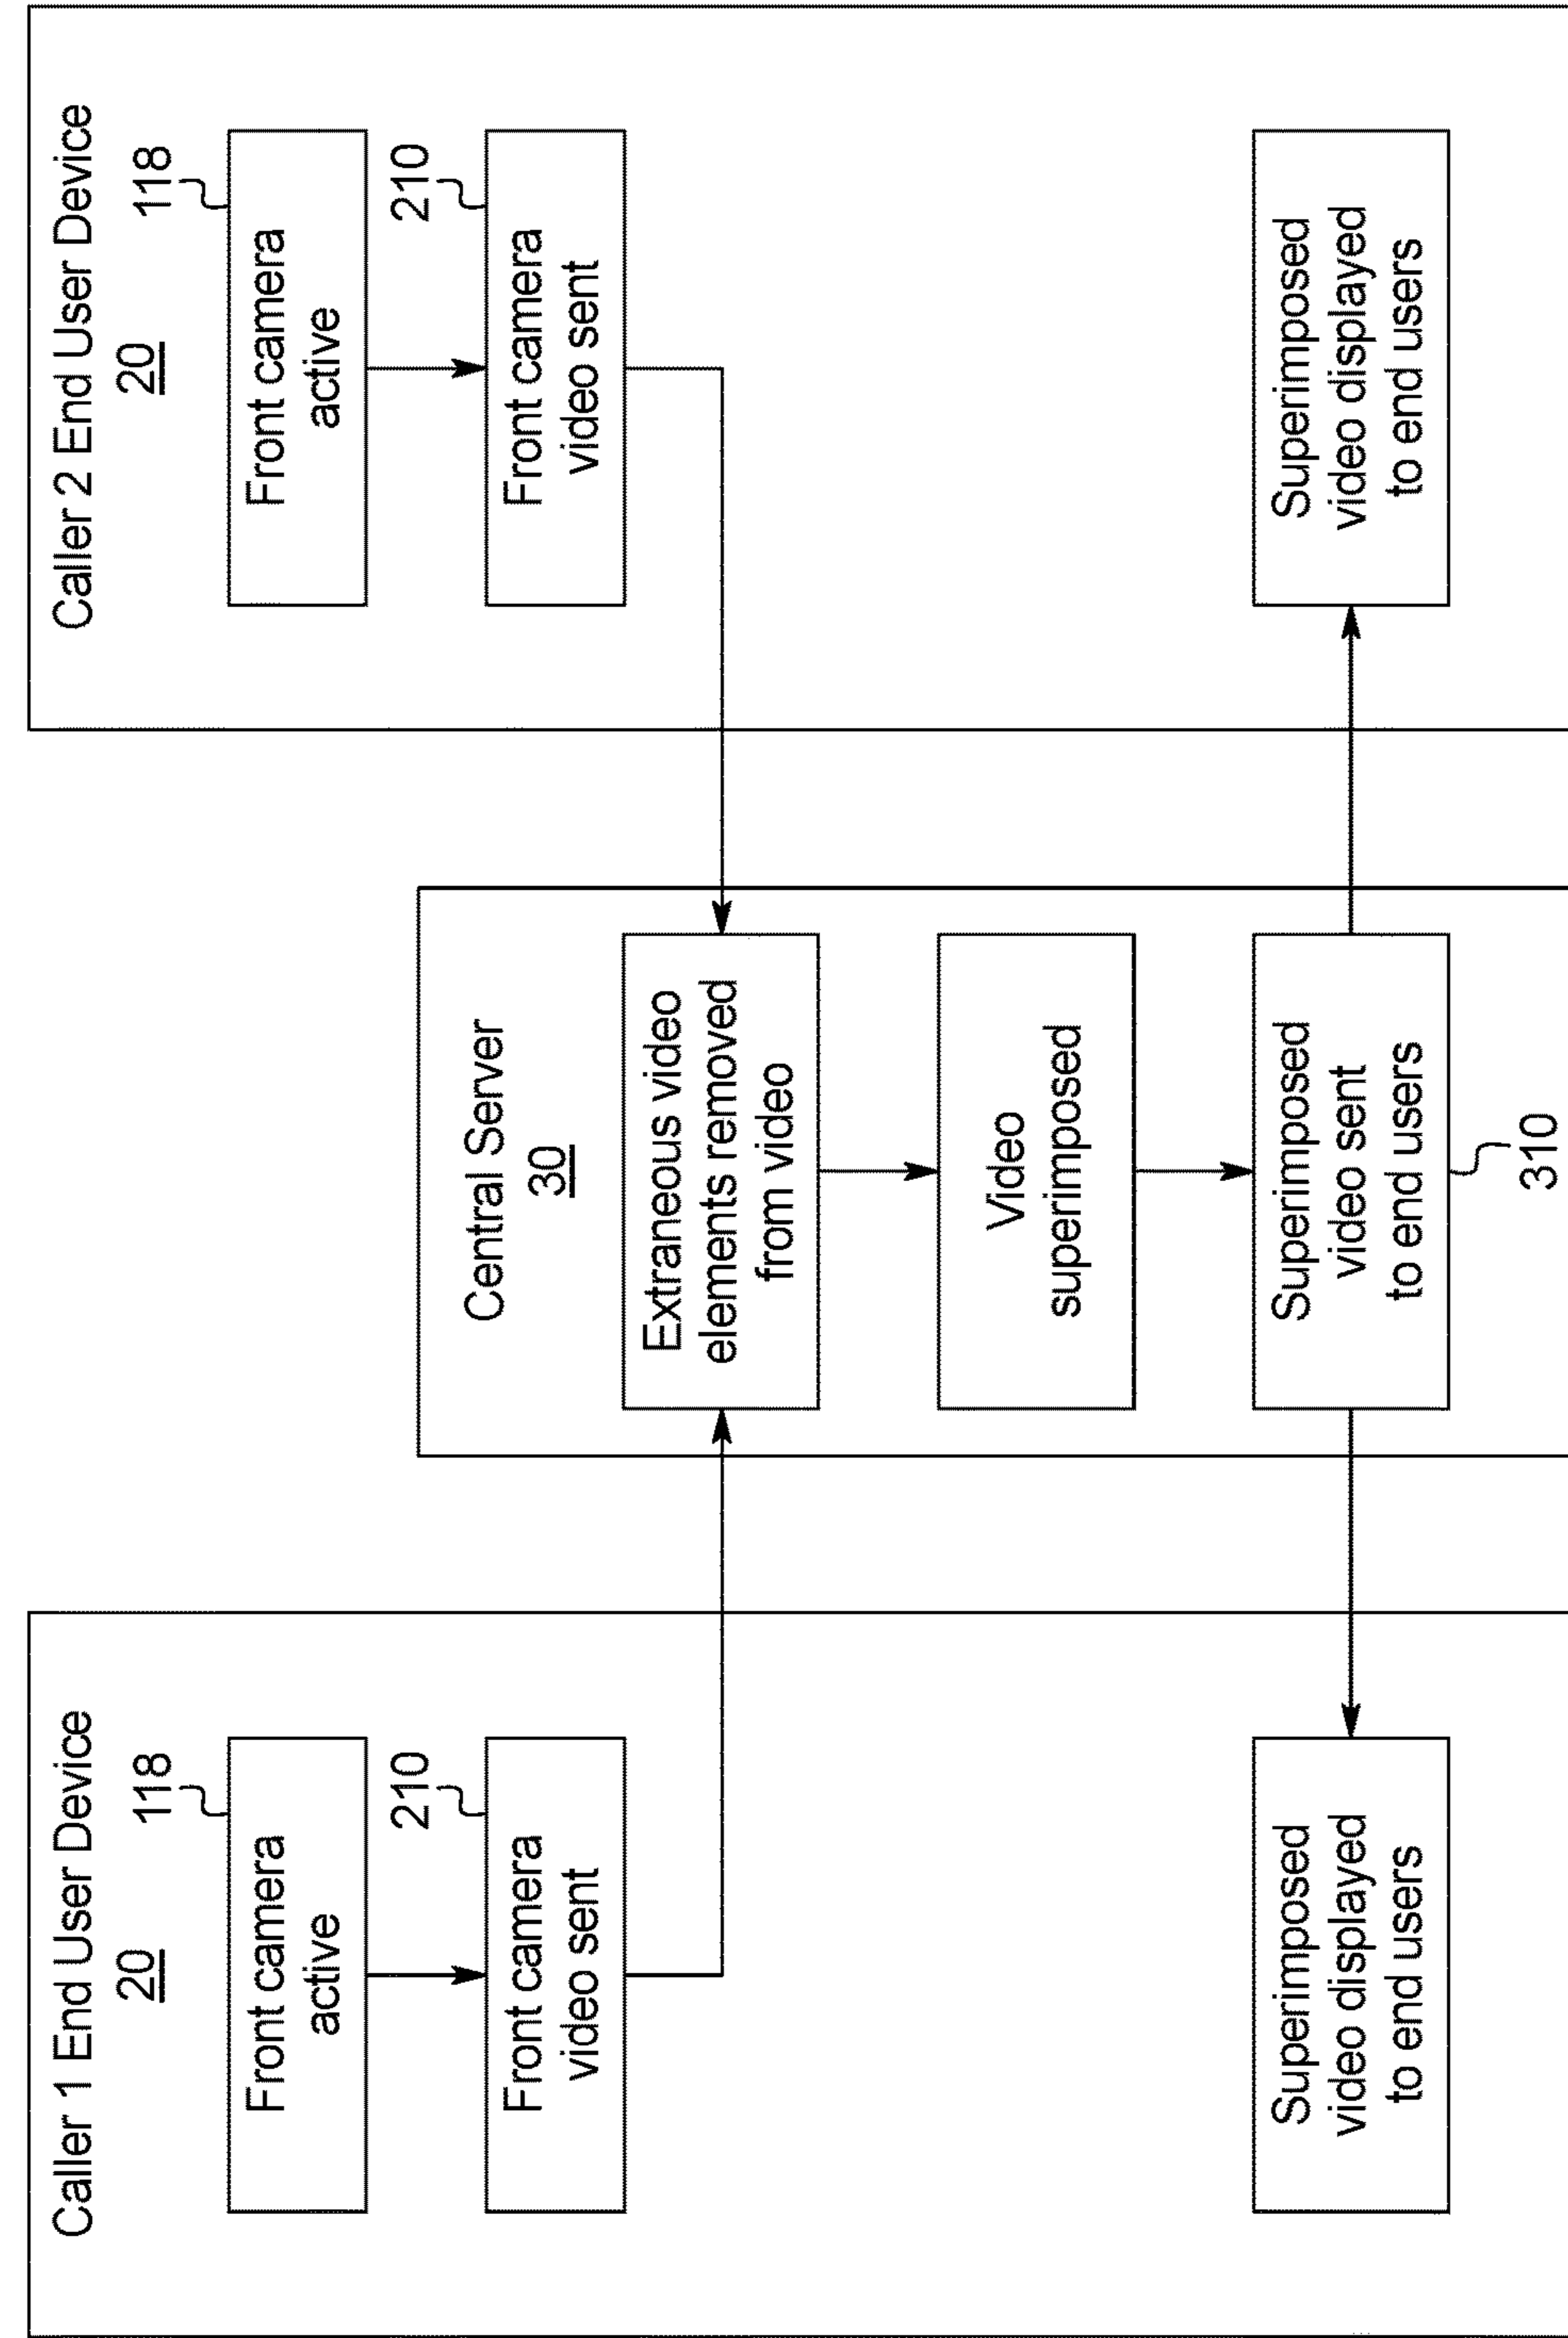 Caller 1 End User Device
20
118
Front camera
active
210
Front camera
video sent
Superimposed
video displayed
to end users
Central Server
30
Extraneous video
elements removed
from video
Video
superimposed
Superimposed
video sent
to end users
310
Caller 2 End User Device
20
118
Front camera
active
210
Front camera
video sent
Superimposed
video displayed
to end users